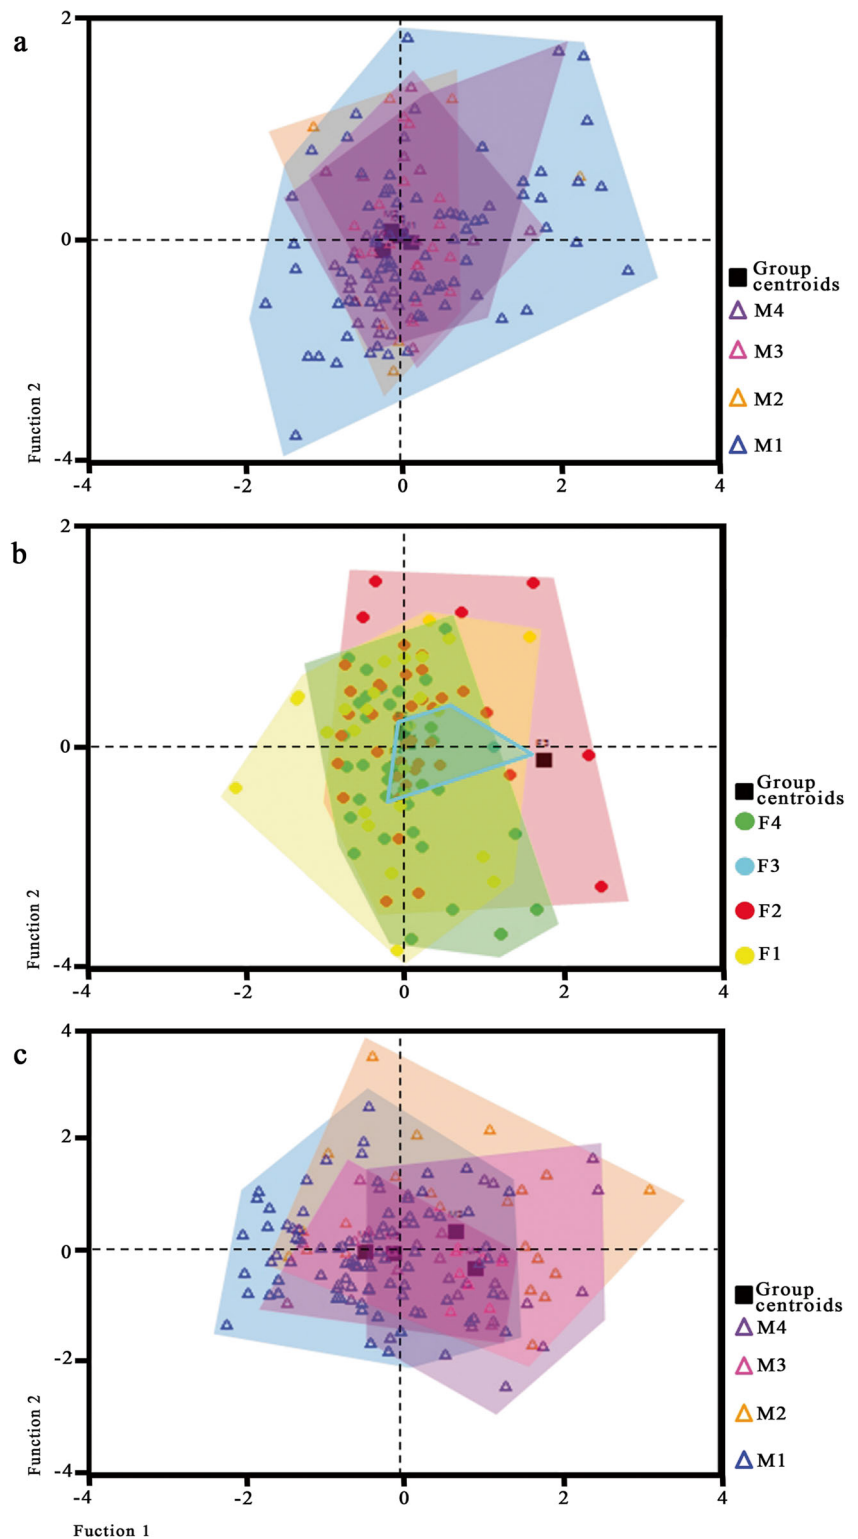 a
2
0
-4
-4
-2
0
2
4
Function 2
Group
centroids
M4
M3
M2
M1
b
2
0
-4
-4
-2
0
2
4
Function 2
Group
centroids
F4
F3
F2
F1
c
4
2
0
-2
-4
-4
-2
0
2
4
Function 2
Fuction 1
Group
centroids
M4
M3
M2
M1